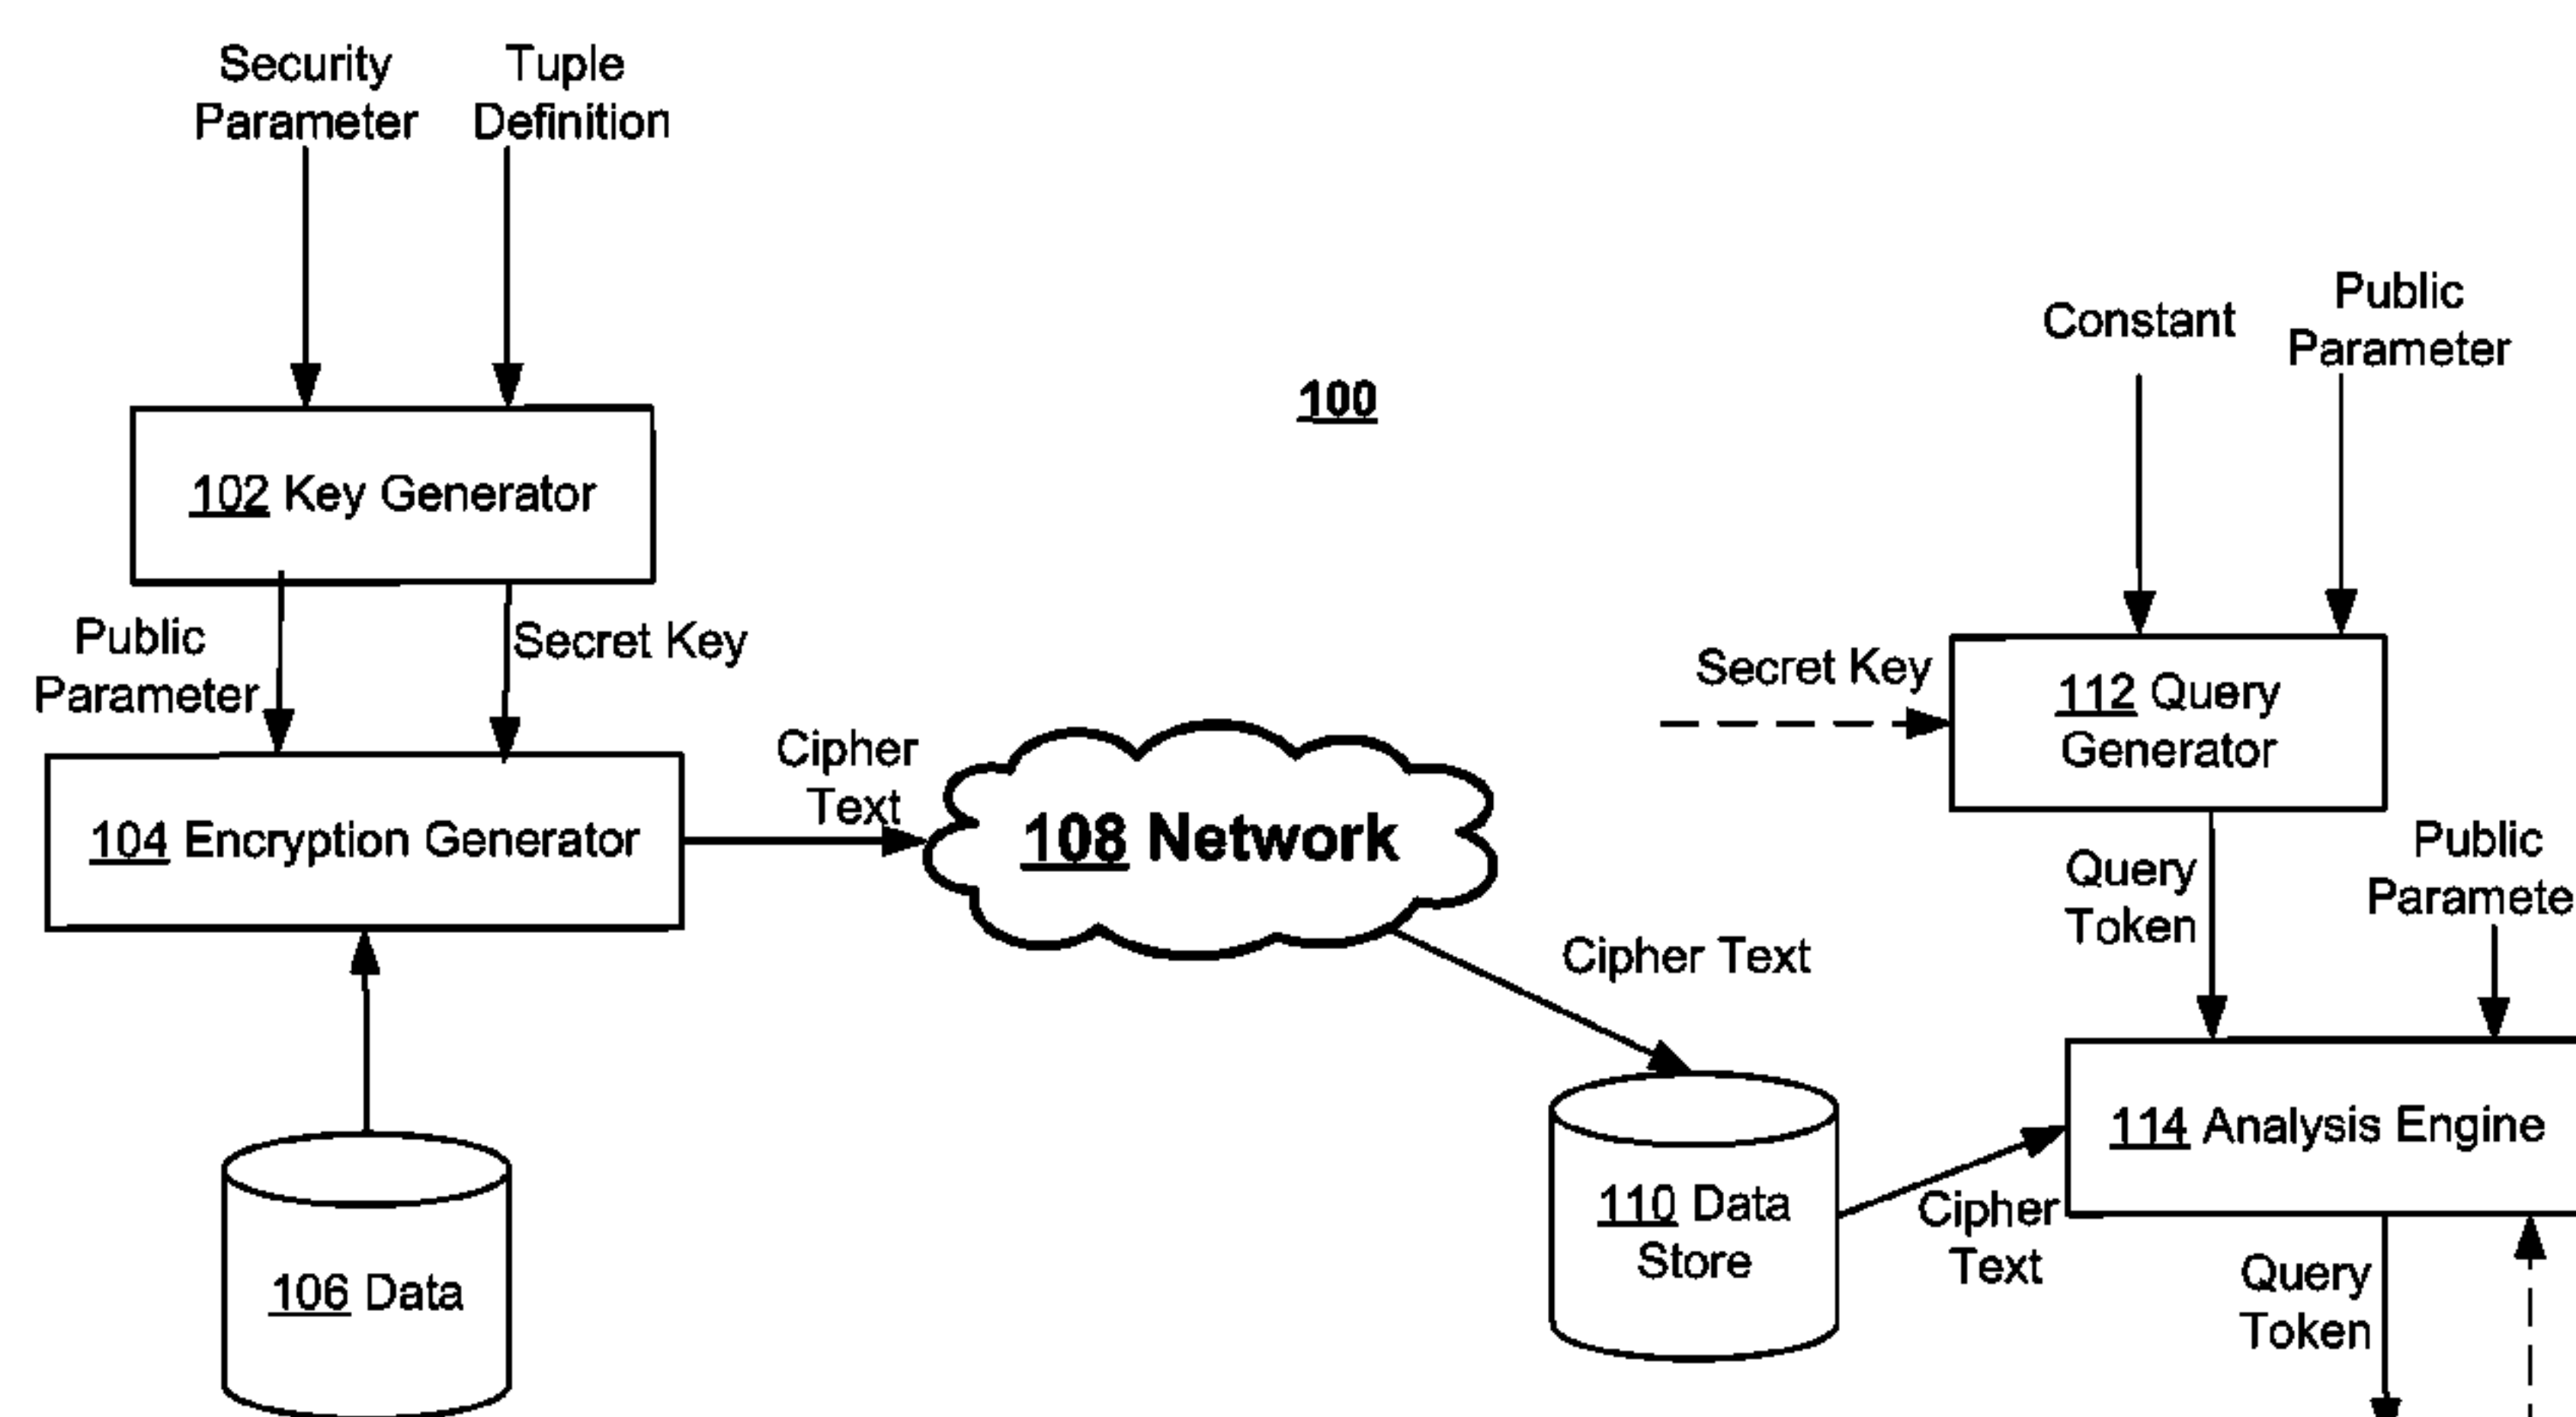 Security
Parameter
Tuple
Definition
100
Constant
Public
Parameter
102 Key Generator
Public
Parameter
Secret Key
Secret Key
112 Query
Generator
104 Encryption Generator
Cipher
Text
108 Network
Query
Token
Public
Paramete
Cipher Text
106 Data
110 Data
Store
Cipher
Text
114 Analysis Engine
Query
Token